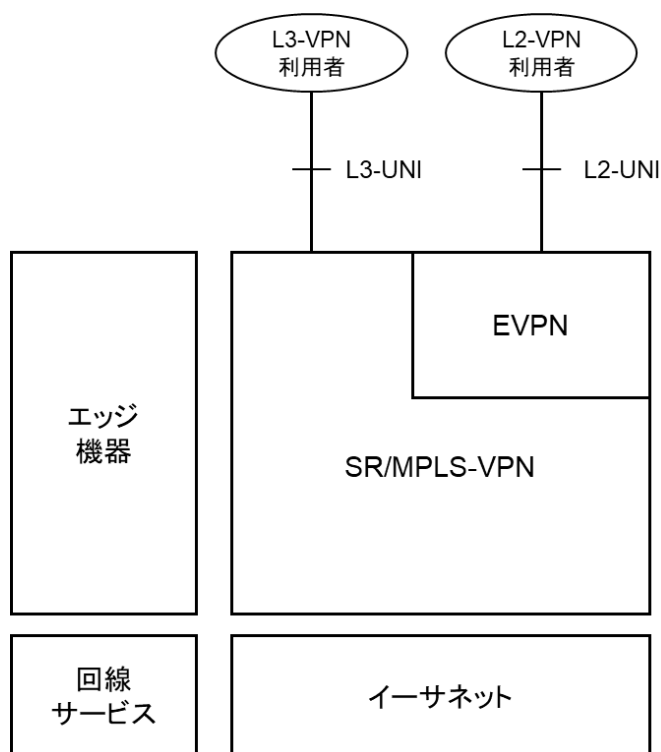 L3-VPN
利用者
L2-VPN
利用者
L3-UNI
L2-UNI
エッジ
機器
EVPN
SR/MPLS-VPN
回線
サービス
イーサネット